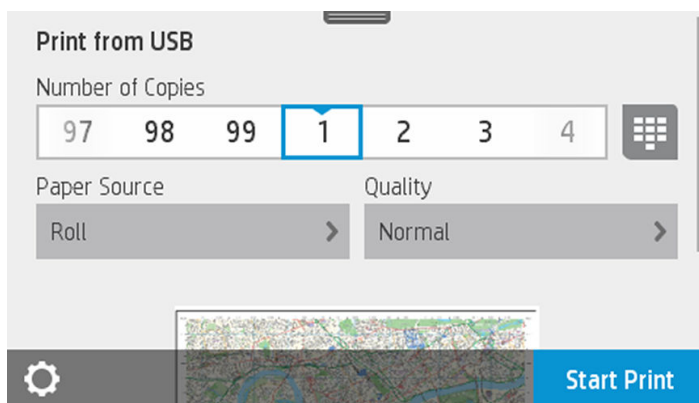 Print from USB
Number of Copies
97 98 99 1 2 3 4
Paper Source Quality
Roll Normal
Start Print